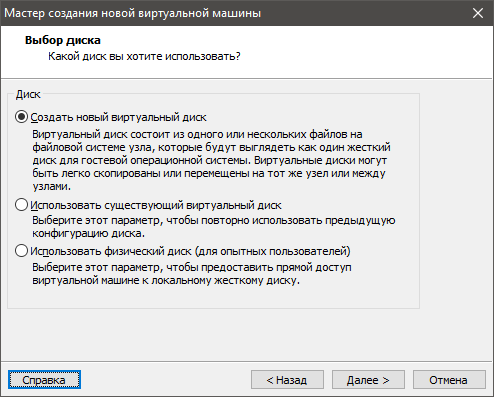 Мастер создания новой виртуальной машины
Выбор диска
Какой диск вы хотите использовать?
Диск
Создать новый виртуальный диск
Виртуальный диск состоит из одного или нескольких файлов на
файловой системе узла, которые будут выглядеть как один жесткий
диск для гостевой операционной системы. Виртуальные диски могут
быть легко скопированы или перемещены на тот же узел или между
узлами.
Использовать существующий виртуальный диск
Выберите этот параметр, чтобы повторно использовать предыдущую
конфигурацию диска.
Использовать физический диск (для опытных пользователей)
Выберите этот параметр, чтобы предоставить прямой доступ
виртуальной машине к локальному жесткому диску.
Справка
< Назад
Далее >
Отмена